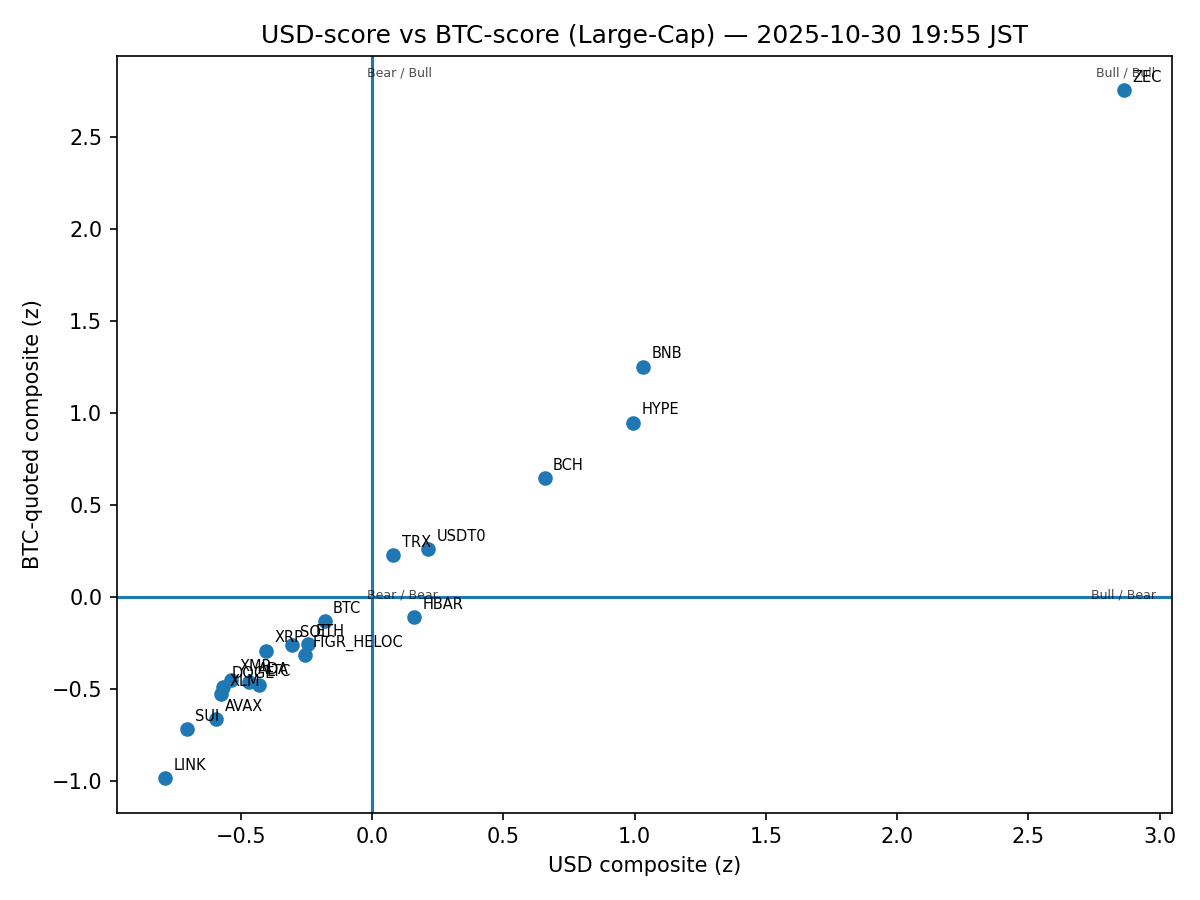 USD-score vs BTC-score (Large-Cap) — 2025-10-30 19:55 JST
Bear / Bull
Bull / Bull
ZEC
2.5
2.0
1.5
BNB
HYPE
1.0
BCH
0.5
USDT0
TRX
0.0
Bear / Bear
HBAR
Bull / Bear
BTC
SOL
ETH
XRP
FIGR_HELOC
XMR
ADA
LTC
DOGE
XLM
−0.5
AVAX
SUI
LINK
−1.0
BTC-quoted composite (z)
−0.5
0.0
0.5
1.0
1.5
2.0
2.5
3.0
USD composite (z)